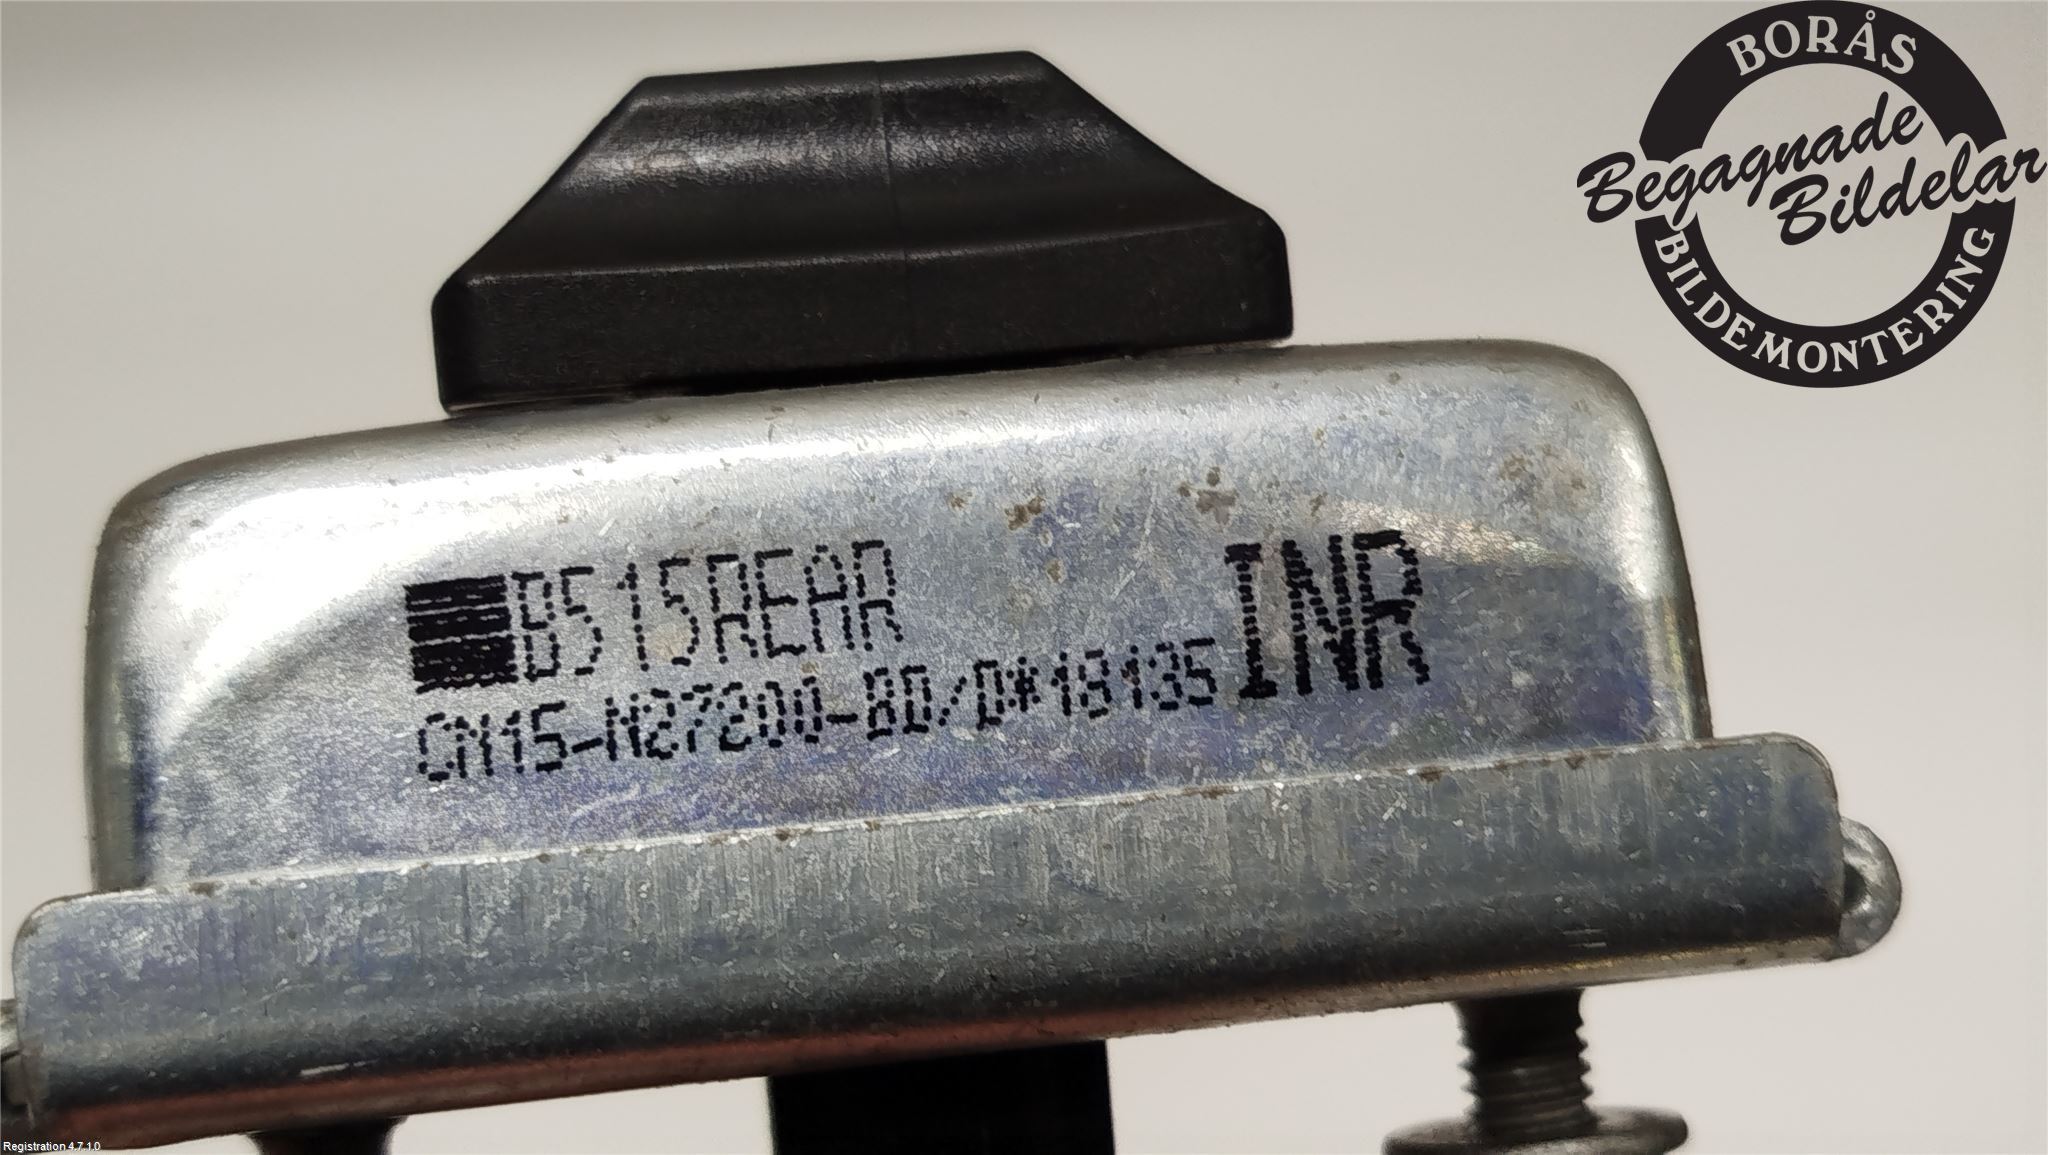 BORÅS
Begagnade
Bildelar
BILDEMONTERING
B515REAR
INR
CN15-N27200-BD/D*18135
Registration 4.7.1.0